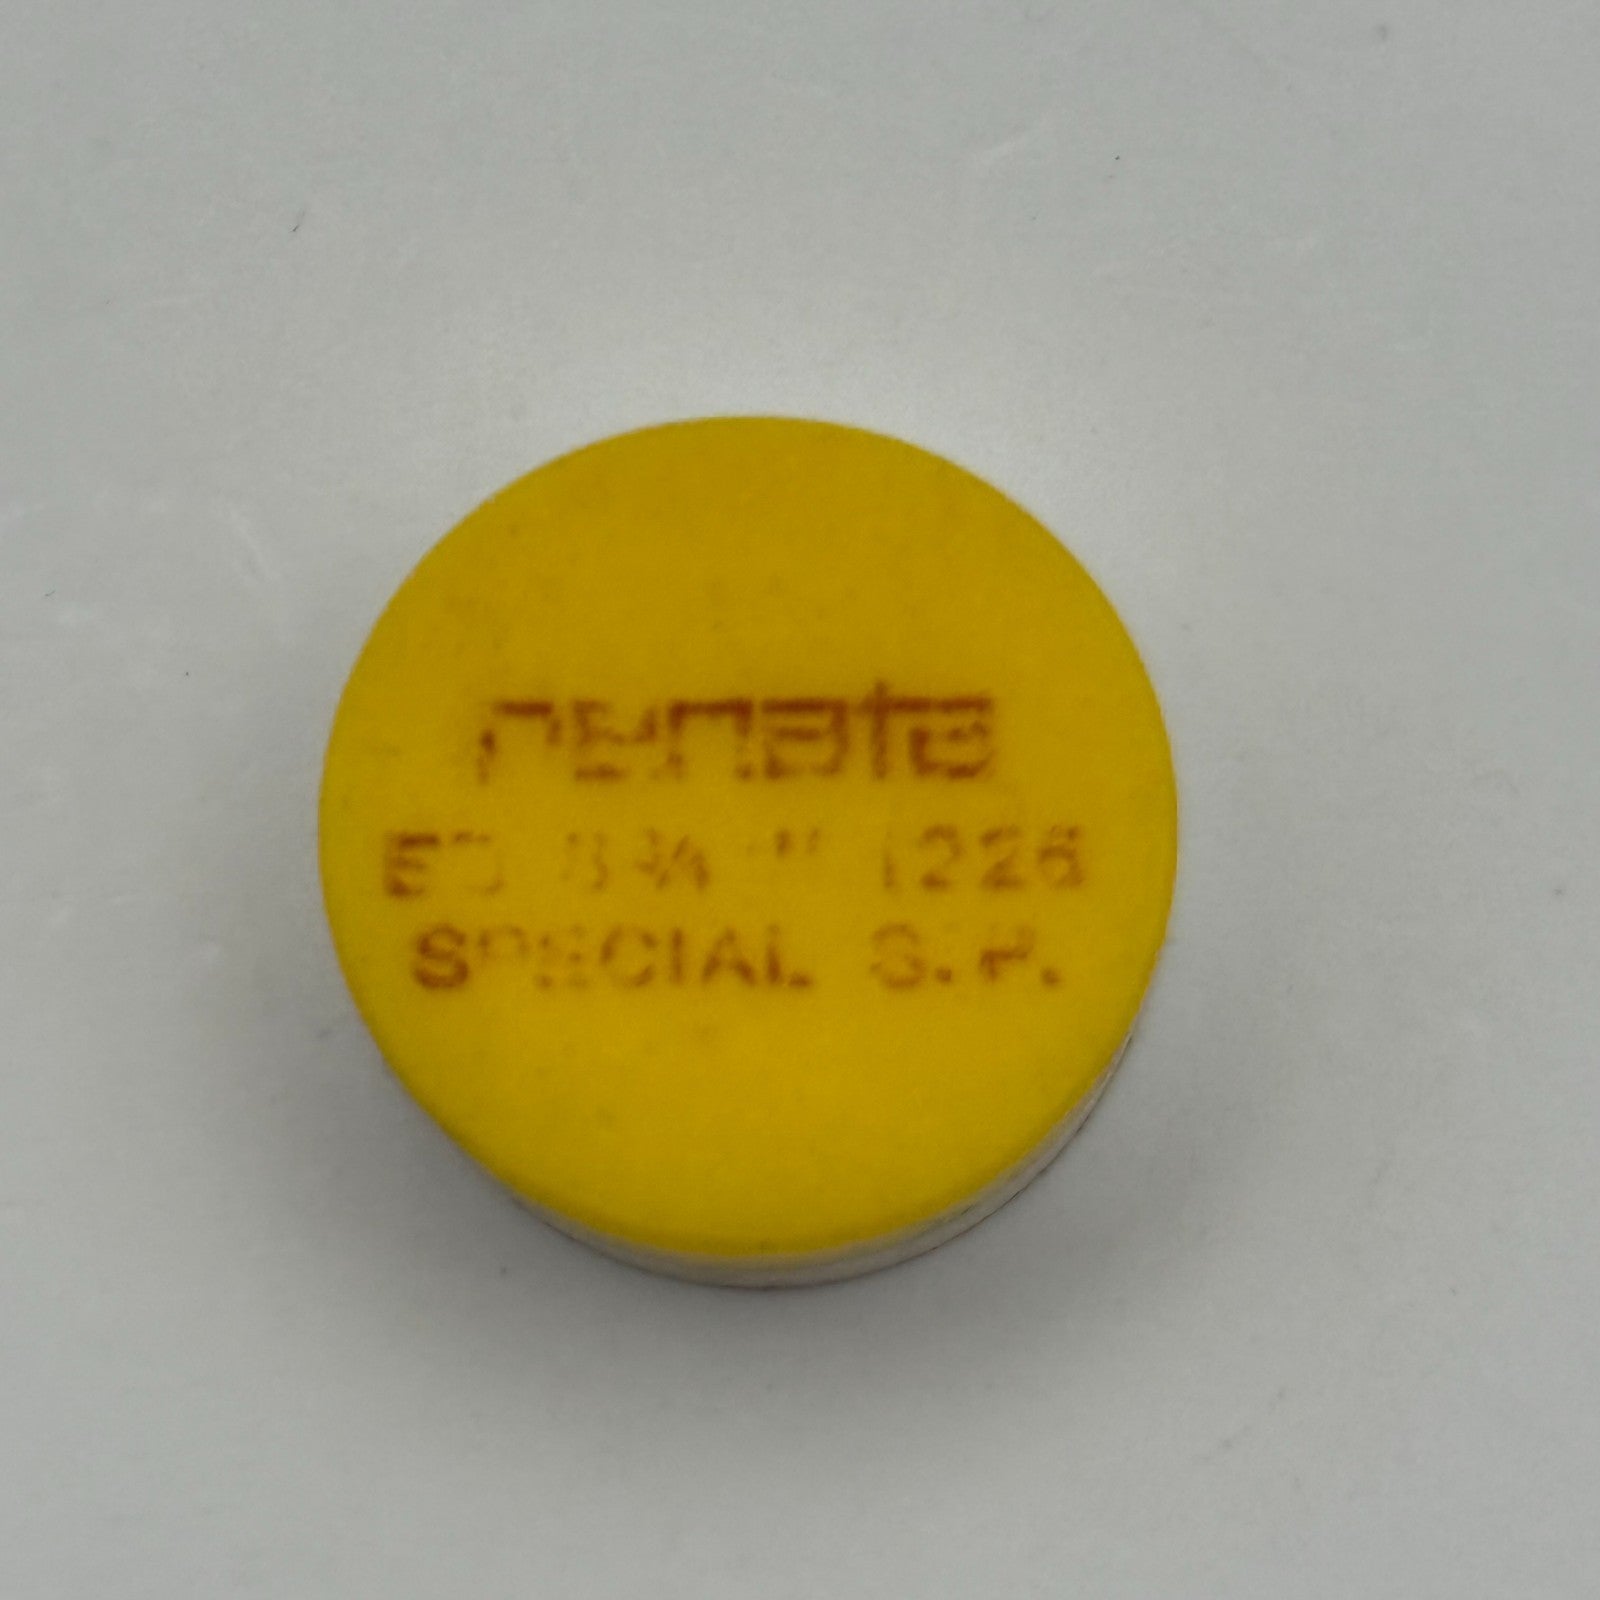 renata
1226
SPECIAL S.P.